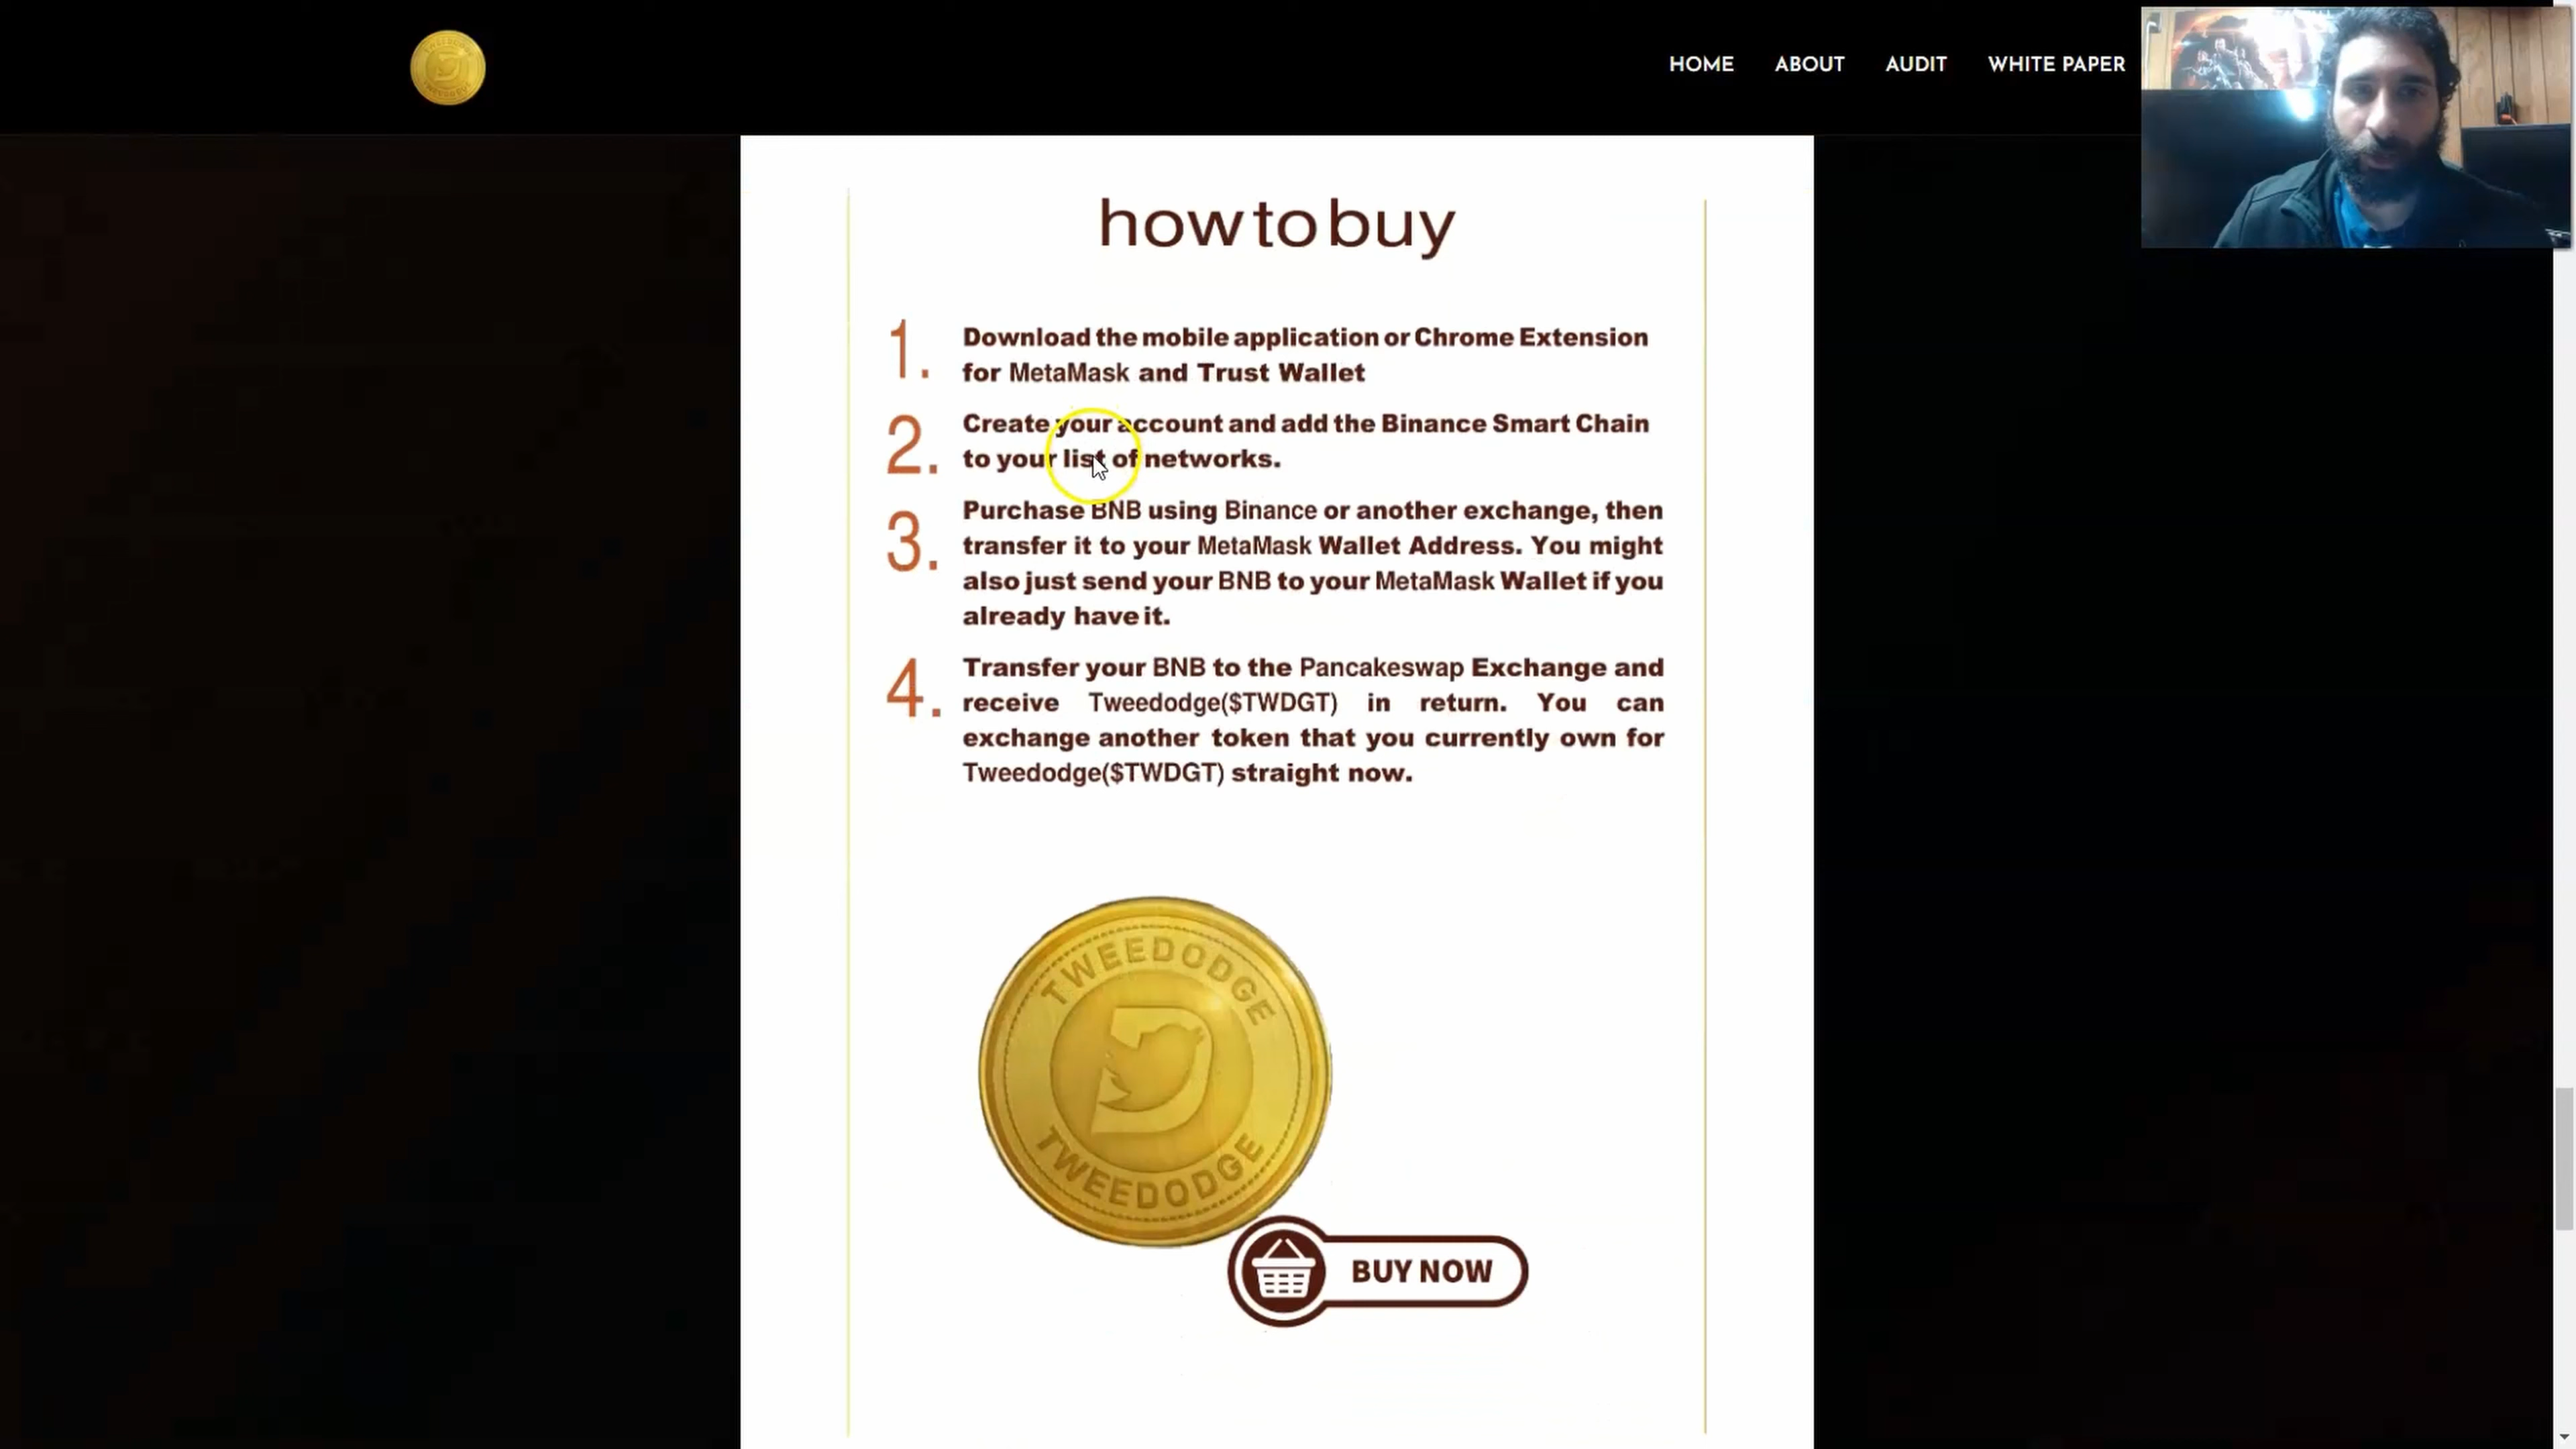 HOME ABOUT AUDIT WHITE PAPER
how to buy
1. Download the mobile application or Chrome Extension
for MetaMask and Trust Wallet
2. Create your account and add the Binance Smart Chain
to your list of networks.
3. Purchase BNB using Binance or another exchange, then
transfer it to your MetaMask Wallet Address. You might
also just send your BNB to your MetaMask Wallet if you
already have it.
4. Transfer your BNB to the Pancakeswap Exchange and
receive Tweedodge($TWDGT) in return. You can
exchange another token that you currently own for
Tweedodge($TWDGT) straight now.
TWEEDODGE
TWEEDODGE
BUY NOW